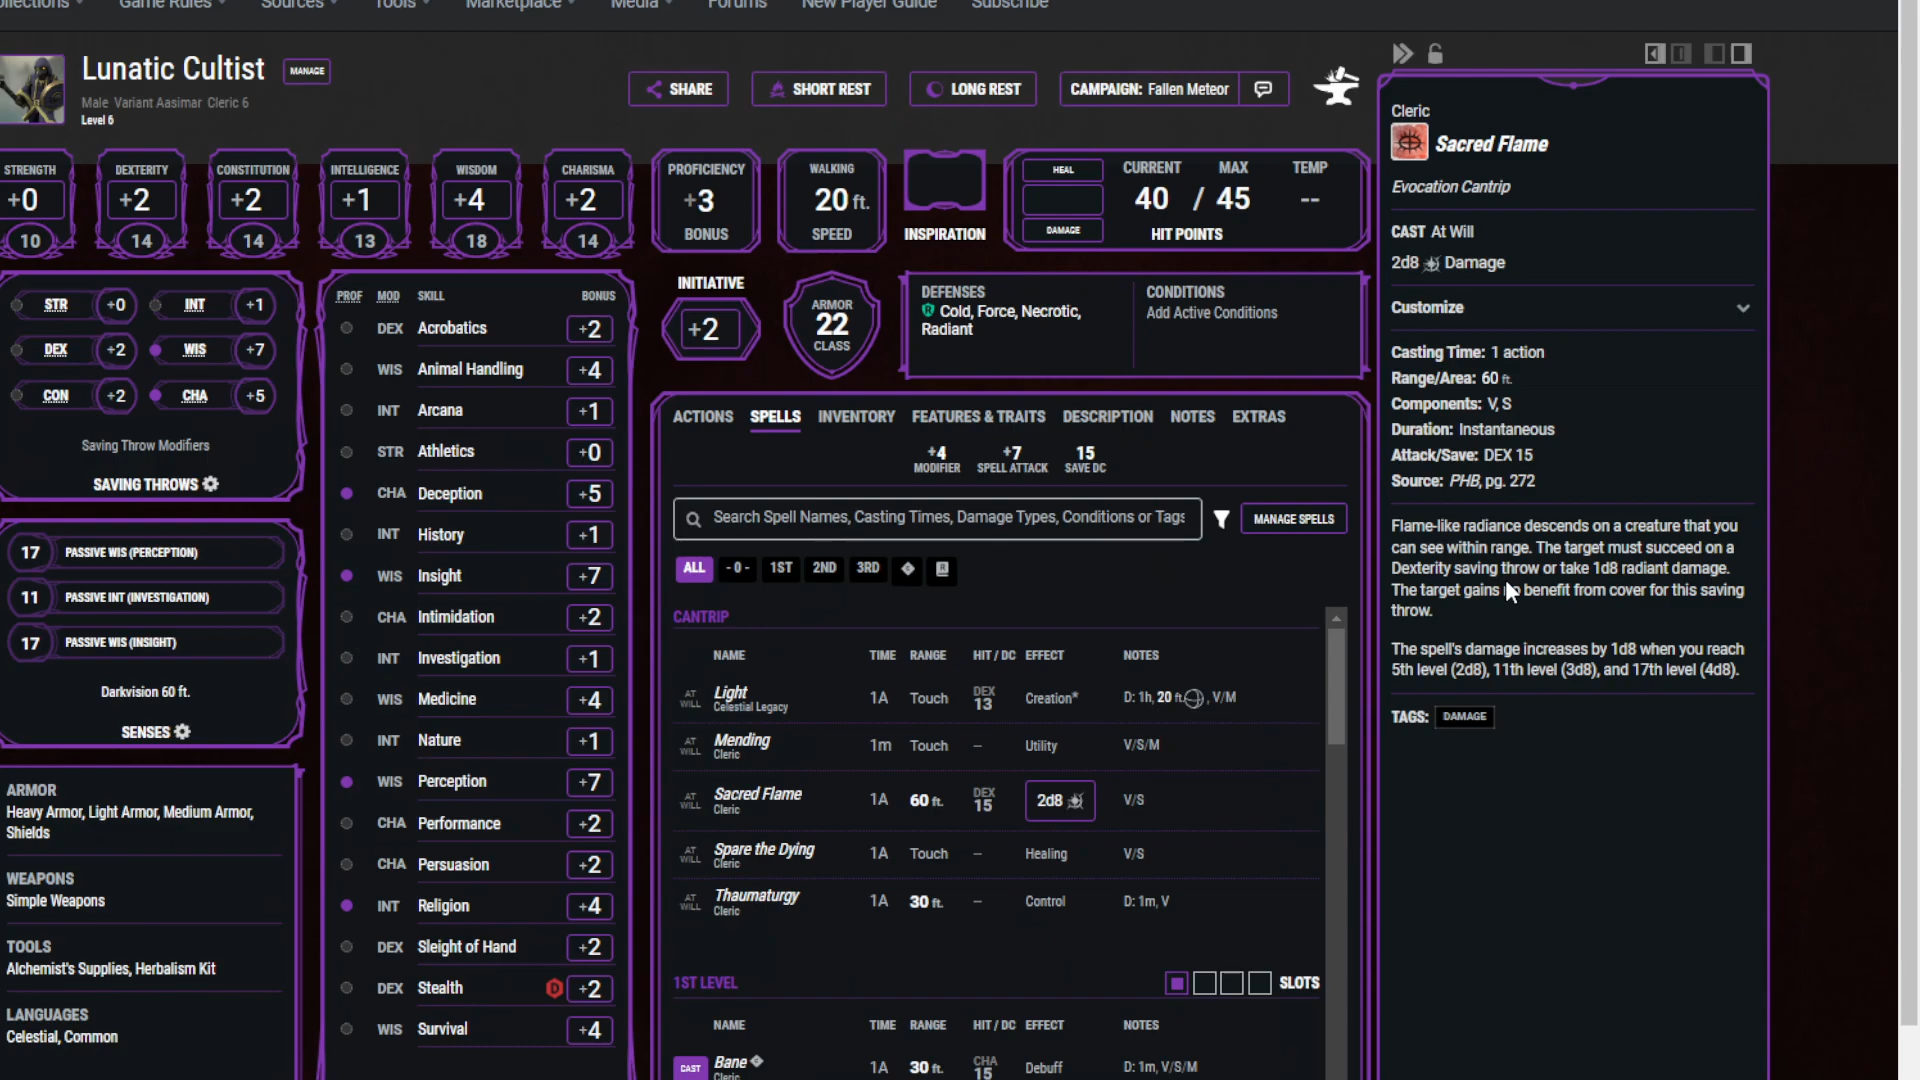 Game Rules
Sources
Tools
Marketplace
Media
Forums
New Player Guide
Subscribe
Lunatic Cultist
MANAGE
Male Variant Aasimar Cleric 6
Level 6
SHARE
SHORT REST
LONG REST
CAMPAIGN: Fallen Meteor
STRENGTH
+0
10
DEXTERITY
+2
14
CONSTITUTION
+2
14
INTELLIGENCE
+1
13
WISDOM
+4
18
CHARISMA
+2
14
PROFICIENCY
+3
BONUS
WALKING
20 ft.
SPEED
INSPIRATION
HEAL
DAMAGE
CURRENT MAX TEMP
40 / 45 --
HIT POINTS
STR +0 INT +1
DEX +2 WIS +7
CON +2 CHA +5
Saving Throw Modifiers
SAVING THROWS
17 PASSIVE WIS (PERCEPTION)
11 PASSIVE INT (INVESTIGATION)
17 PASSIVE WIS (INSIGHT)
Darkvision 60 ft.
SENSES
ARMOR
Heavy Armor, Light Armor, Medium Armor,
Shields
WEAPONS
Simple Weapons
TOOLS
Alchemist's Supplies, Herbalism Kit
LANGUAGES
Celestial, Common
PROF MOD SKILL BONUS
DEX Acrobatics +2
WIS Animal Handling +4
INT Arcana +1
STR Athletics +0
CHA Deception +5
INT History +1
WIS Insight +7
CHA Intimidation +2
INT Investigation +1
WIS Medicine +4
INT Nature +1
WIS Perception +7
CHA Performance +2
CHA Persuasion +2
INT Religion +4
DEX Sleight of Hand +2
DEX Stealth D +2
WIS Survival +4
INITIATIVE
+2
ARMOR
22
CLASS
DEFENSES
R Cold, Force, Necrotic,
Radiant
CONDITIONS
Add Active Conditions
ACTIONS SPELLS INVENTORY FEATURES & TRAITS DESCRIPTION NOTES EXTRAS
+4 +7 15
MODIFIER SPELL ATTACK SAVE DC
Search Spell Names, Casting Times, Damage Types, Conditions or Tags
MANAGE SPELLS
ALL - 0 - 1ST 2ND 3RD
CANTRIP
NAME TIME RANGE HIT / DC EFFECT NOTES
AT WILL Light Celestial Legacy 1A Touch DEX 13 Creation* D: 1h, 20 ft. , V/M
AT WILL Mending Cleric 1m Touch -- Utility V/S/M
AT WILL Sacred Flame Cleric 1A 60 ft. DEX 15 2d8 V/S
AT WILL Spare the Dying Cleric 1A Touch -- Healing V/S
AT WILL Thaumaturgy Cleric 1A 30 ft. -- Control D: 1m, V
1ST LEVEL SLOTS
NAME TIME RANGE HIT / DC EFFECT NOTES
CAST Bane Cleric 1A 30 ft. CHA 15 Debuff D: 1m, V/S/M
Cleric
Sacred Flame
Evocation Cantrip
CAST At Will
2d8 Damage
Customize
Casting Time: 1 action
Range/Area: 60 ft.
Components: V, S
Duration: Instantaneous
Attack/Save: DEX 15
Source: PHB, pg. 272
Flame-like radiance descends on a creature that you
can see within range. The target must succeed on a
Dexterity saving throw or take 1d8 radiant damage.
The target gains no benefit from cover for this saving
throw.
The spell's damage increases by 1d8 when you reach
5th level (2d8), 11th level (3d8), and 17th level (4d8).
TAGS: DAMAGE